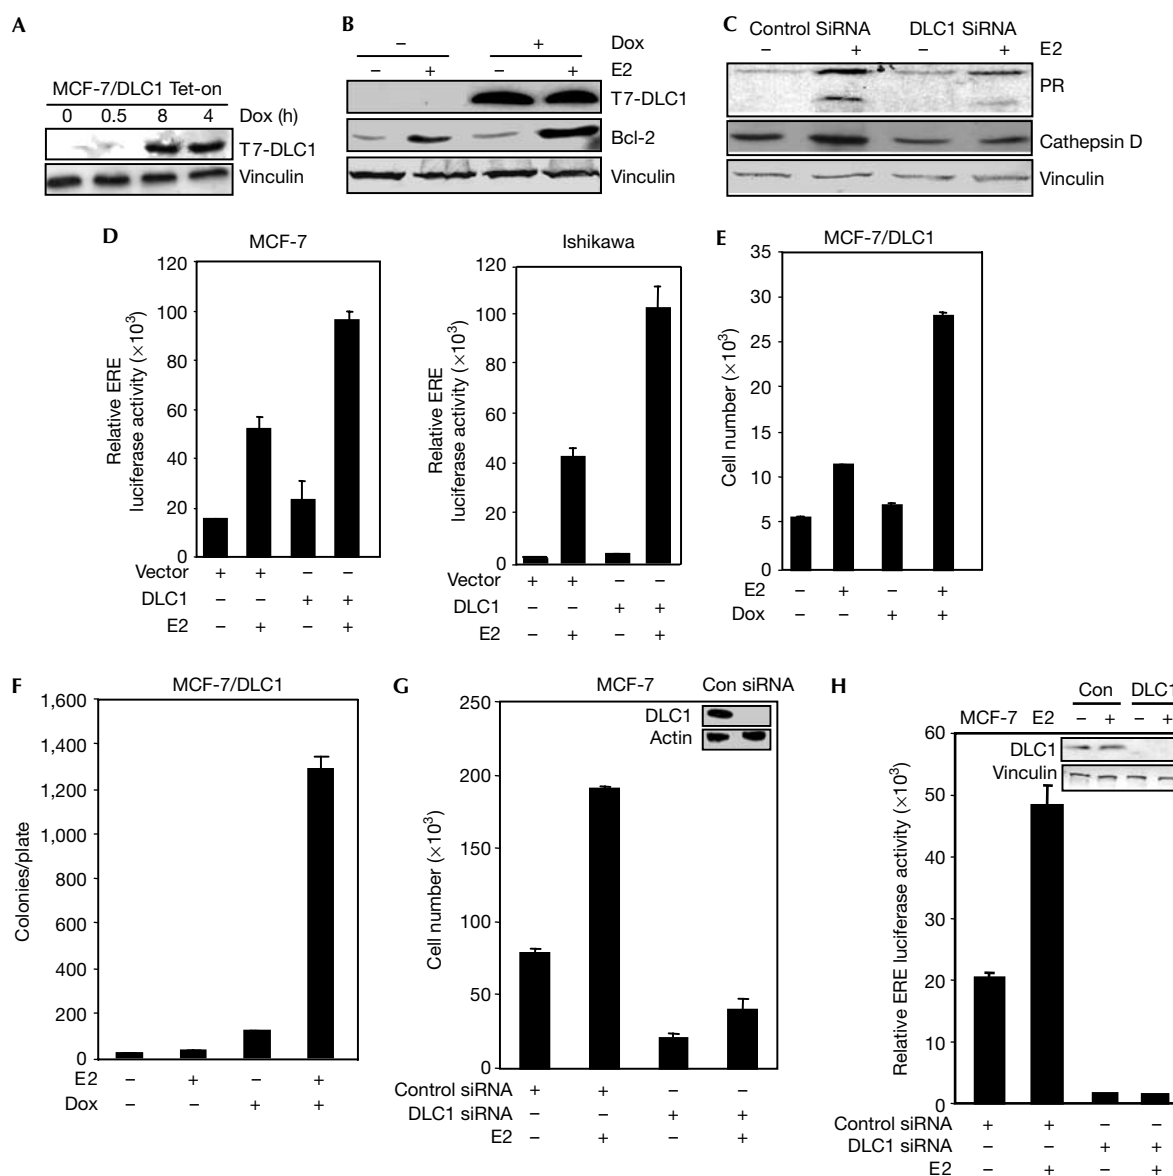 A
MCF-7/DLC1 Tet-on
0 0.5 8 4 Dox (h)
T7-DLC1
Vinculin
B
– + Dox
– + – + E2
T7-DLC1
Bcl-2
Vinculin
C
Control SiRNA DLC1 SiRNA
– + – + E2
PR
Cathepsin D
Vinculin
D
MCF-7
Relative ERE
luciferase activity (×10³)
120
100
80
60
40
20
0
Vector + + – –
DLC1 – – + +
E2 – + – +
Ishikawa
Relative ERE
luciferase activity (×10³)
120
100
80
60
40
20
0
Vector + + – –
DLC1 – – + +
E2 – + – +
E
MCF-7/DLC1
Cell number (×10³)
35
30
25
20
15
10
5
0
E2 – + – +
Dox – – + +
F
MCF-7/DLC1
Colonies/plate
1,600
1,400
1,200
1,000
800
600
400
200
0
E2 – + – +
Dox – – + +
G
MCF-7
Con siRNA
DLC1
Actin
Cell number (×10³)
250
200
150
100
50
0
Control siRNA + + – –
DLC1 siRNA – – + +
E2 – + – +
H
Con DLC1
MCF-7 E2 – + – +
DLC1
Vinculin
Relative ERE luciferase activity (×10³)
60
50
40
30
20
10
0
Control siRNA + + – –
DLC1 siRNA – – + +
E2 – + – +